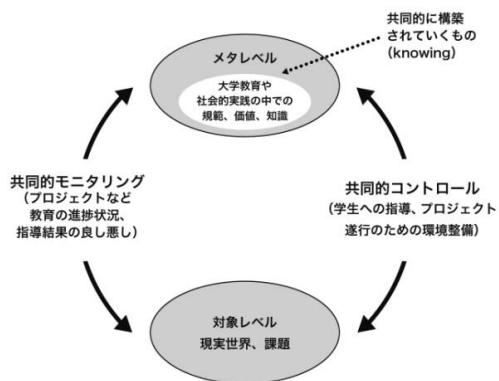 共同的に構築
されていくもの
(knowing)
メタレベル
大学教育や
社会的実践の中での
規範、価値、知識
共同的モニタリング
(プロジェクトなど
教育の進捗状況、
指導結果の良し悪し)
共同的コントロール
(学生への指導、プロジェクト
遂行のための環境整備)
対象レベル
現実世界、課題